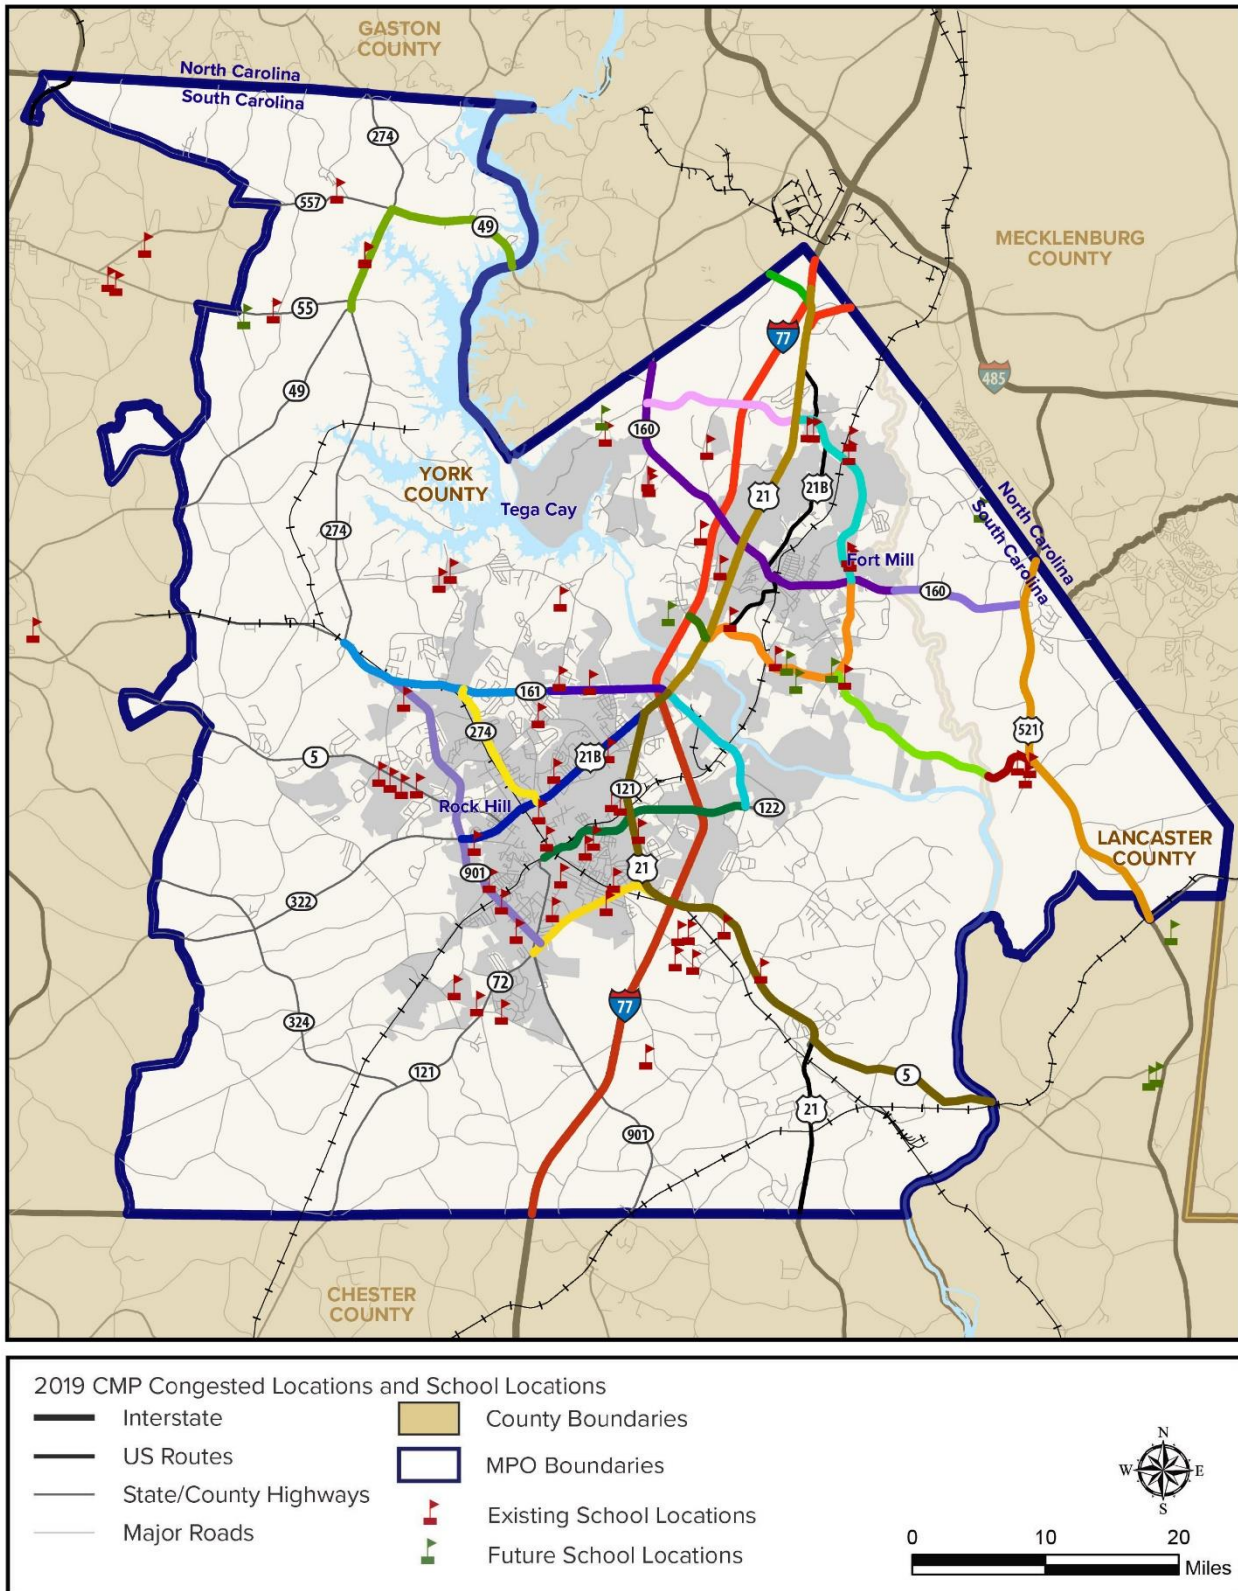 GASTON
COUNTY
North Carolina
South Carolina
274
557
49
MECKLENBURG
COUNTY
55
77
485
49
160
YORK
COUNTY
21
21B
Tega Cay
North Carolina
South Carolina
274
Fort Mill
160
161
274
521
21B
5
121
Rock Hill
122
LANCASTER
COUNTY
21
901
322
72
77
324
121
5
21
901
CHESTER
COUNTY
2019 CMP Congested Locations and School Locations
Interstate
US Routes
State/County Highways
Major Roads
County Boundaries
MPO Boundaries
Existing School Locations
Future School Locations
N
W
E
S
0
10
20
Miles